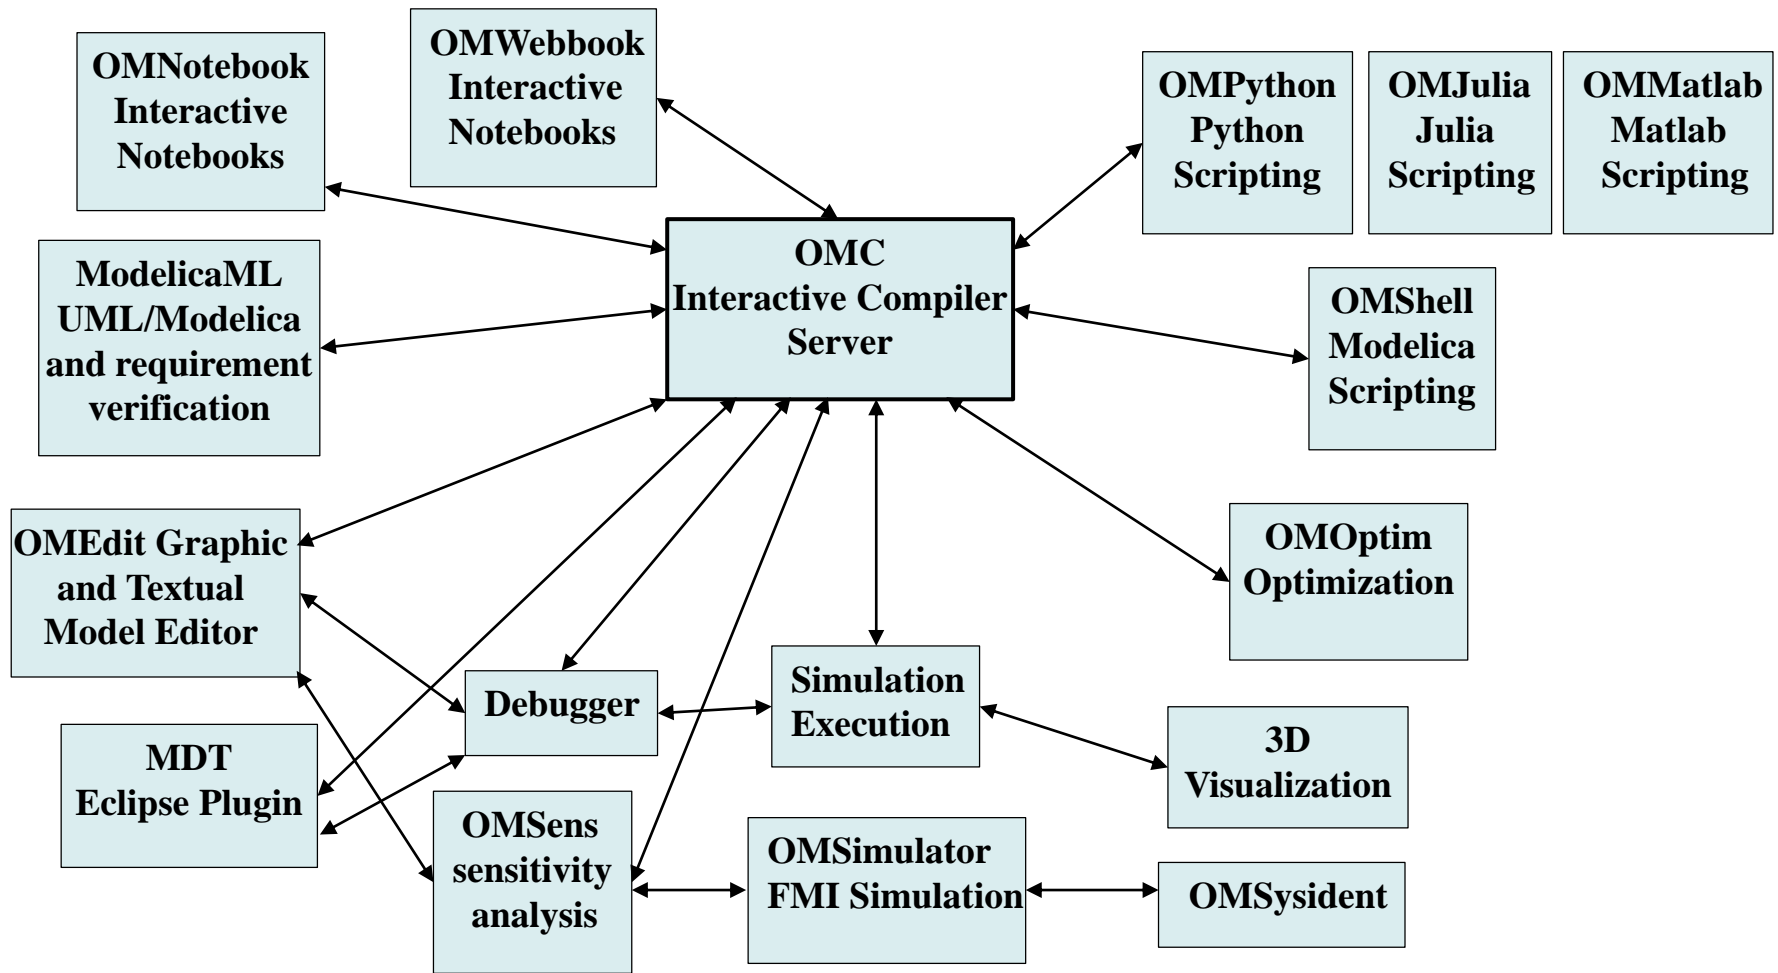 OMNotebook
Interactive
Notebooks
OMWebbook
Interactive
Notebooks
OMPython
Python
Scripting
OMJulia
Julia
Scripting
OMMatlab
Matlab
Scripting
ModelicaML
UML/Modelica
and requirement
verification
OMC
Interactive Compiler
Server
OMShell
Modelica
Scripting
OMEdit Graphic
and Textual
Model Editor
OMOptim
Optimization
Debugger
Simulation
Execution
MDT
Eclipse Plugin
3D
Visualization
OMSens
sensitivity
analysis
OMSimulator
FMI Simulation
OMSysident